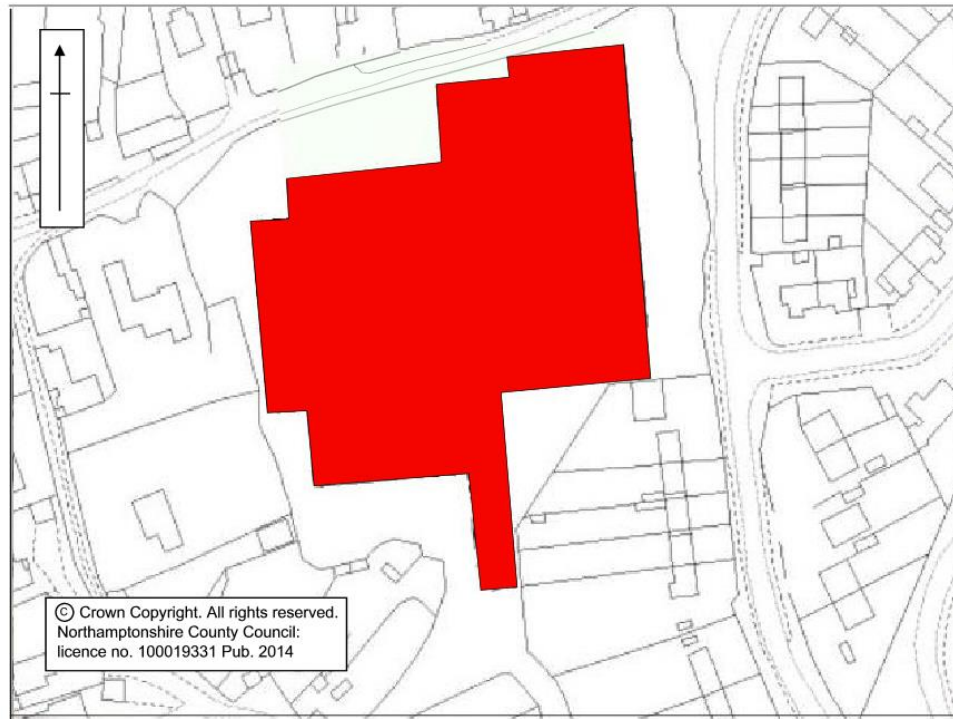 © Crown Copyright. All rights reserved.
Northamptonshire County Council:
licence no. 100019331 Pub. 2014